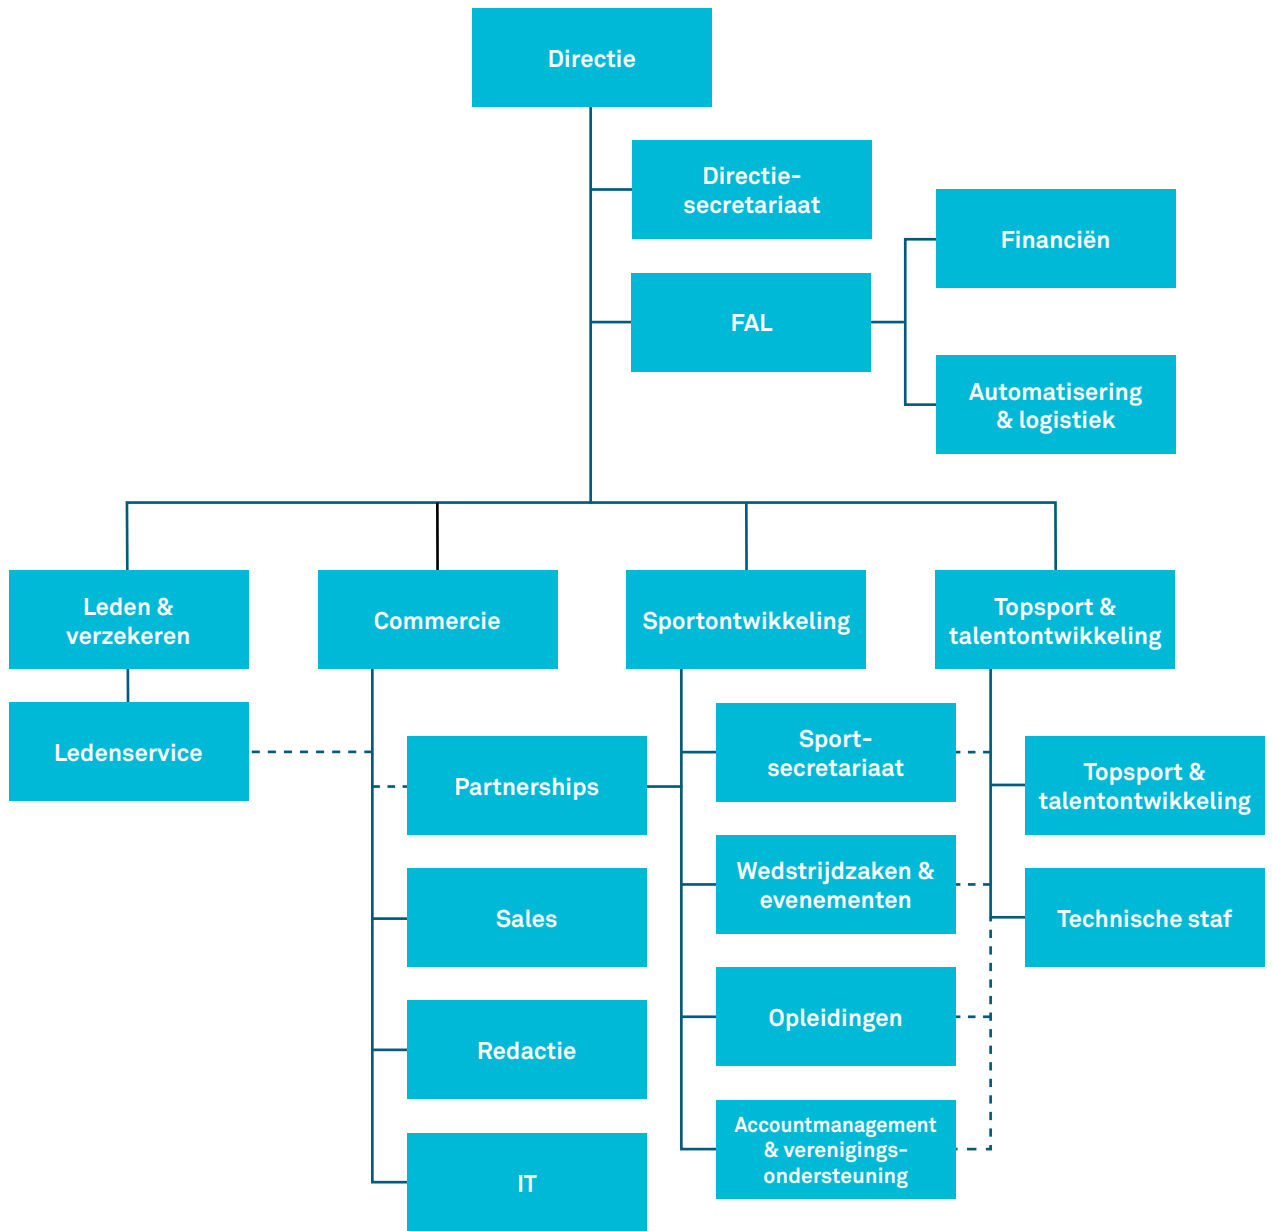 Directie
Directie-
secretariaat
Financiën
FAL
Automatisering
& logistiek
Leden &
verzekeren
Commercie
Sportontwikkeling
Topsport &
talentontwikkeling
Ledenservice
Partnerships
Sales
Redactie
IT
Sport-
secretariaat
Wedstrijdzaken &
evenementen
Opleidingen
Accountmanagement
& verenigings-
ondersteuning
Topsport &
talentontwikkeling
Technische staf